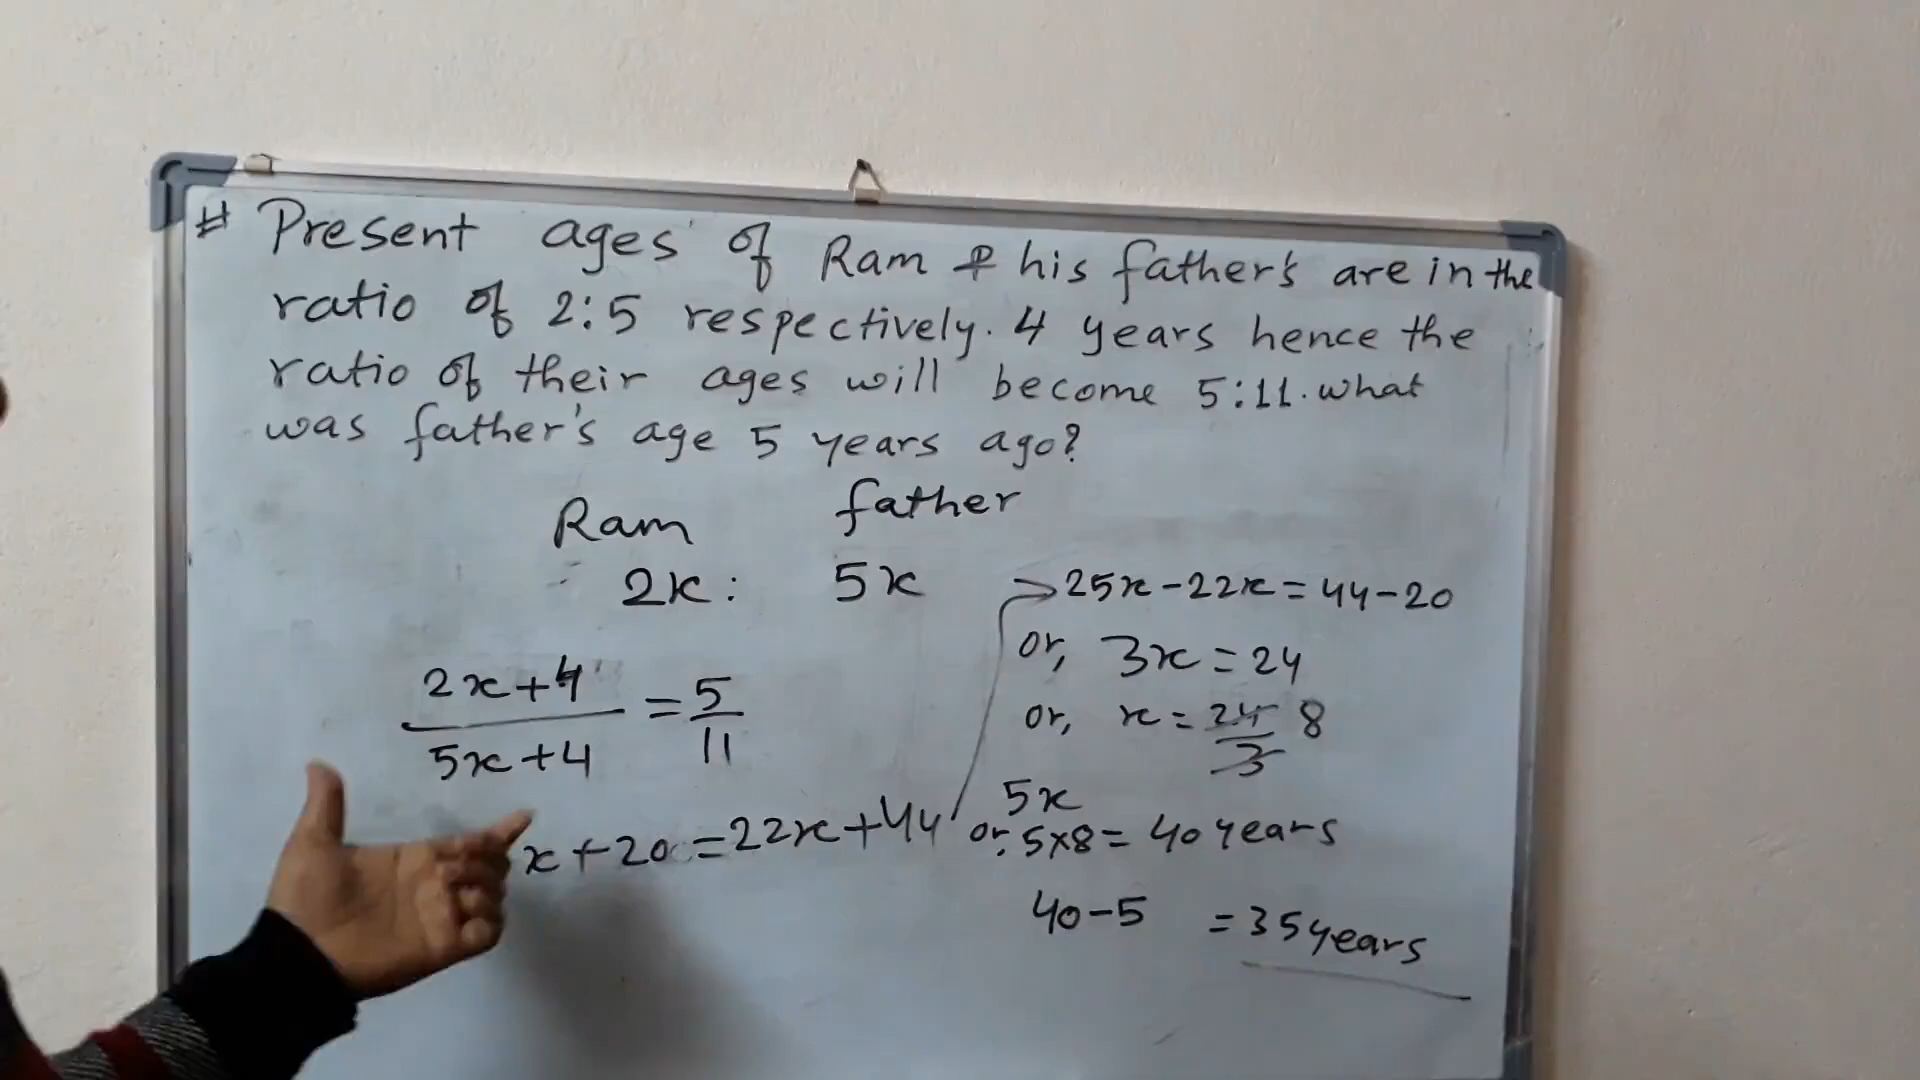 # Present ages of Ram & his father's are in the
ratio of 2:5 respectively. 4 years hence the
ratio of their ages will become 5:11. what
was father's age 5 years ago?
Ram father
2x : 5x
2x+4 = 5
5x+4 11
x+20=22x+44
25x-22x=44-20
or, 3x=24
or, x=24 8
3
5x
or, 5x8= 40 years
40-5 =35years